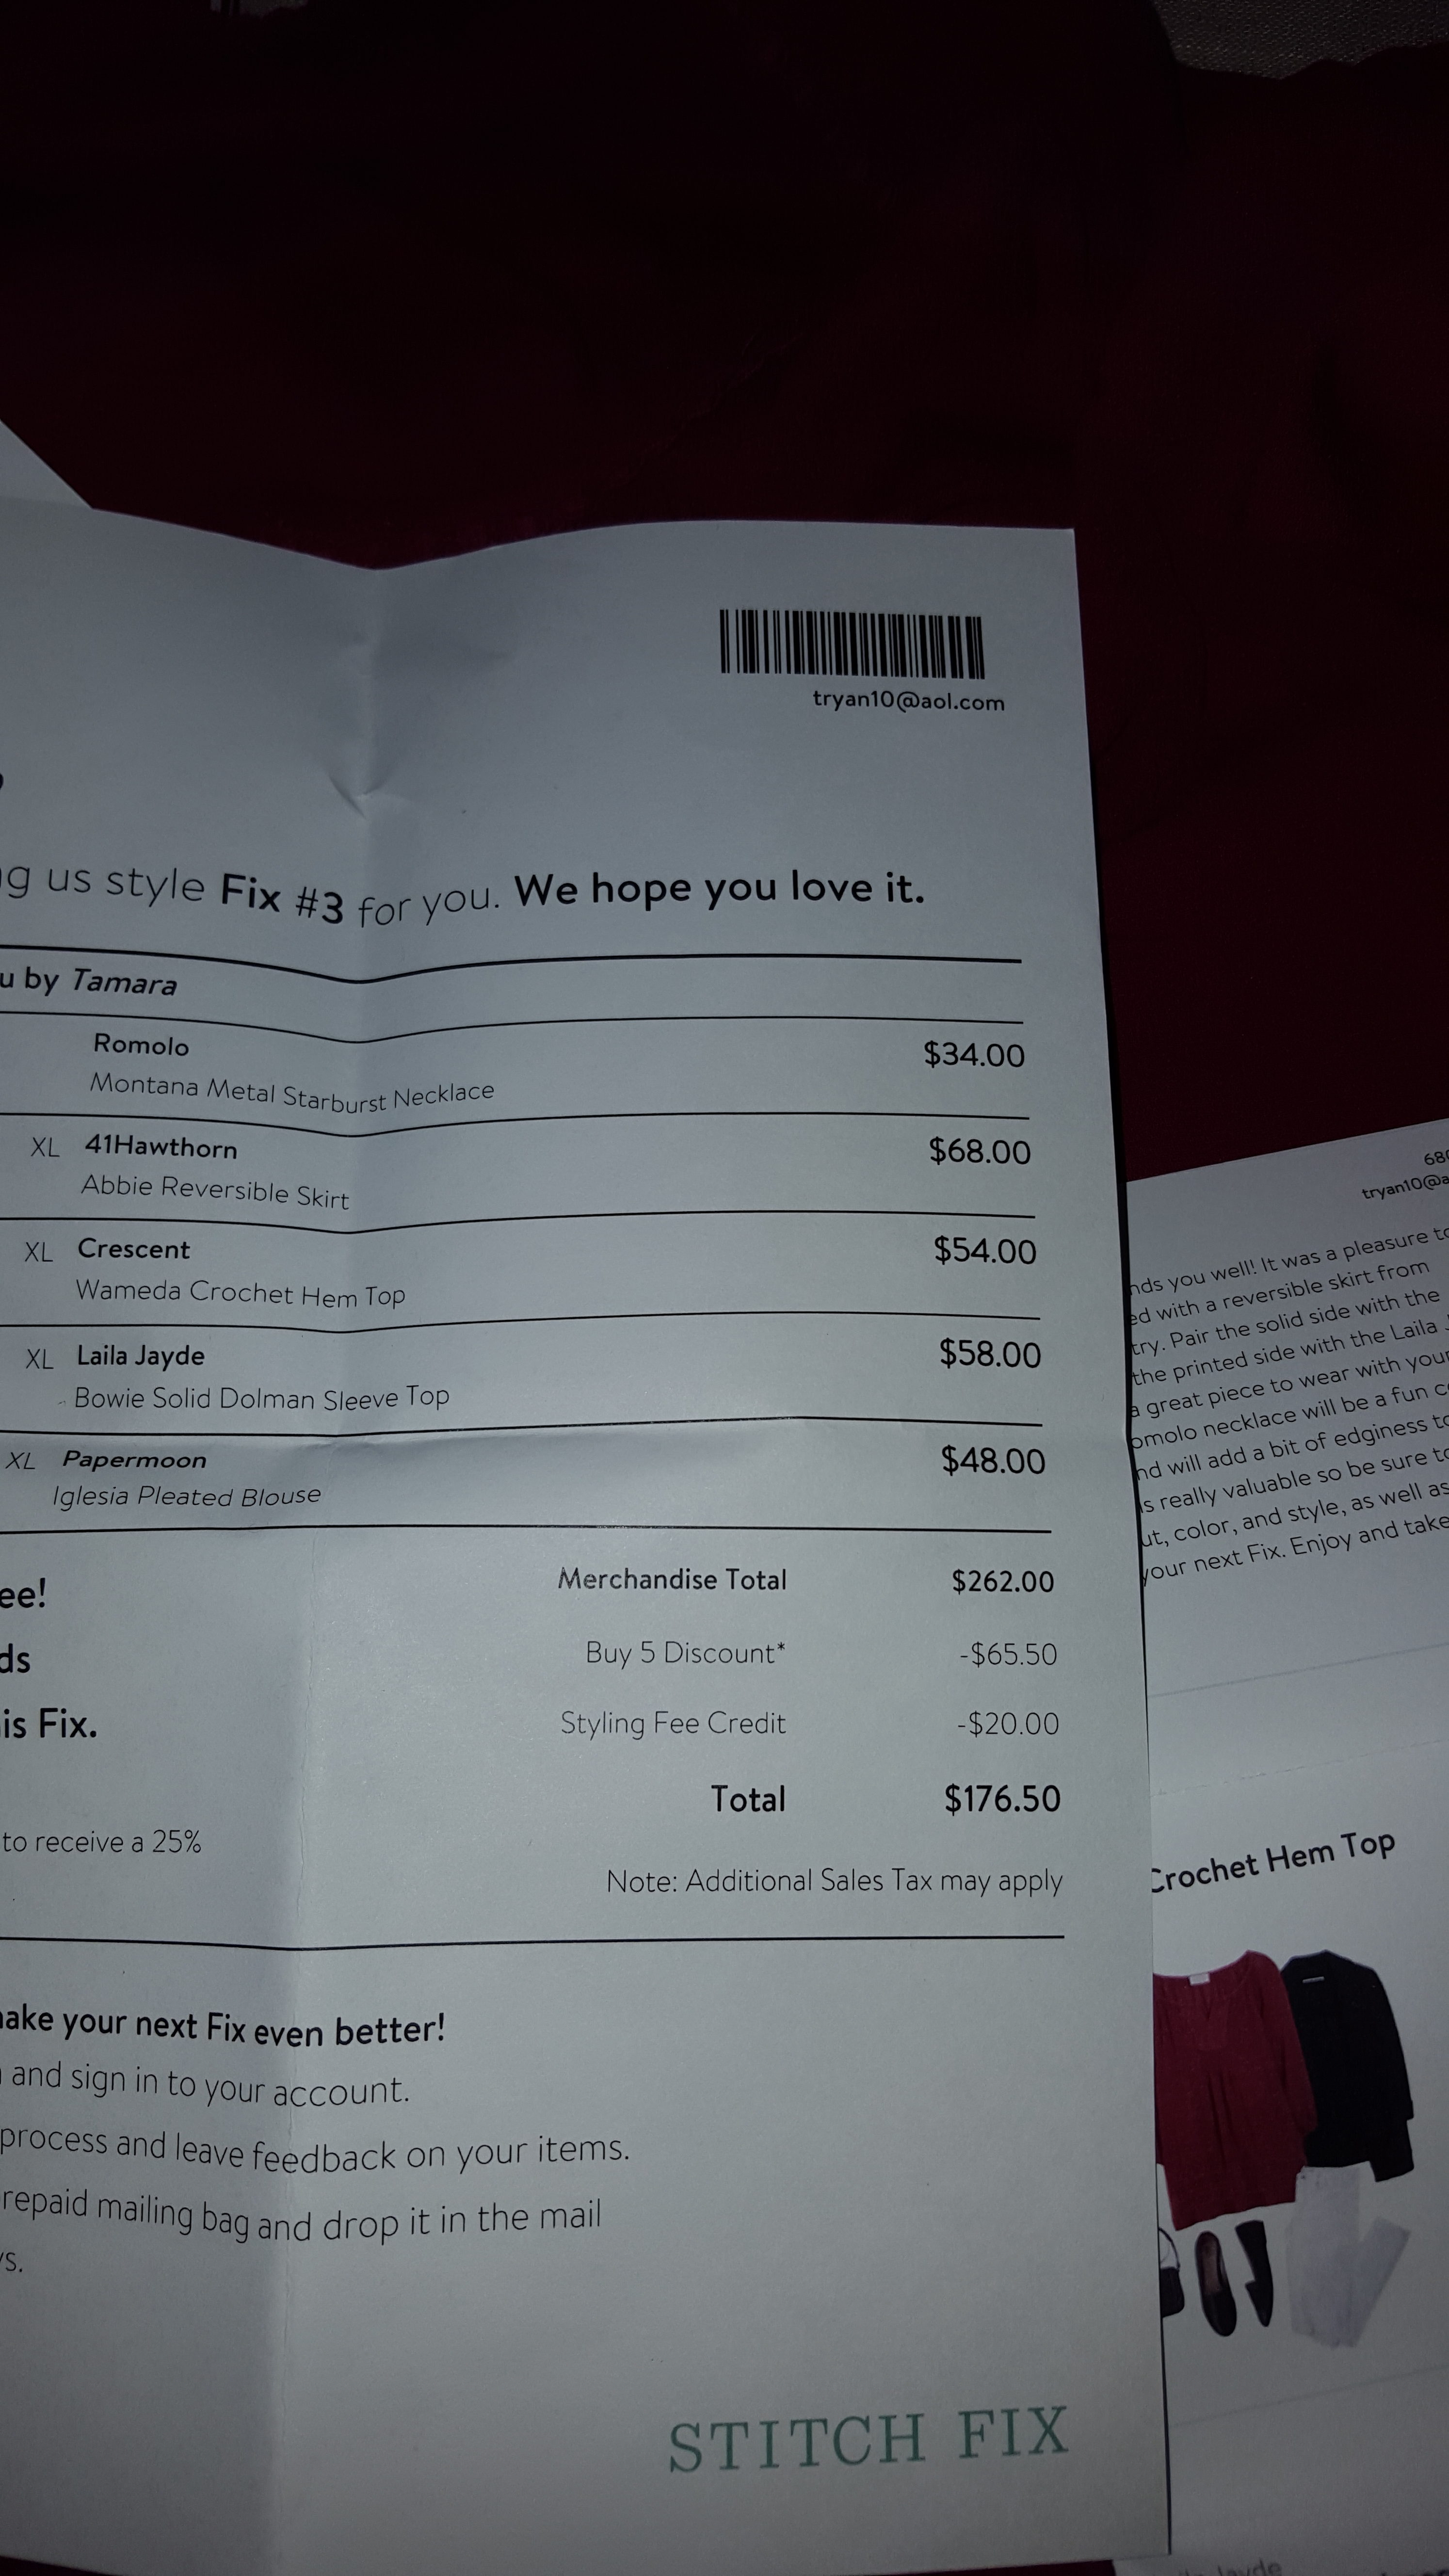 tryan10@aol.com
ng us style Fix #3 for you. We hope you love it.
u by Tamara
Romolo $34.00
Montana Metal Starburst Necklace
XL 41Hawthorn $68.00
Abbie Reversible Skirt
XL Crescent $54.00
Wameda Crochet Hem Top
XL Laila Jayde $58.00
Bowie Solid Dolman Sleeve Top
XL Papermoon $48.00
Iglesia Pleated Blouse
ee!
ds
is Fix.
to receive a 25%
Merchandise Total $262.00
Buy 5 Discount* -$65.50
Styling Fee Credit -$20.00
Total $176.50
Note: Additional Sales Tax may apply
make your next Fix even better!
and sign in to your account.
process and leave feedback on your items.
repaid mailing bag and drop it in the mail
ys.
STITCH FIX
680
tryan10@a
nds you well! It was a pleasure to
ed with a reversible skirt from
try. Pair the solid side with the
the printed side with the Laila J
a great piece to wear with your
omolo necklace will be a fun c
nd will add a bit of edginess to
is really valuable so be sure to
ut, color, and style, as well as
your next Fix. Enjoy and take
Crochet Hem Top